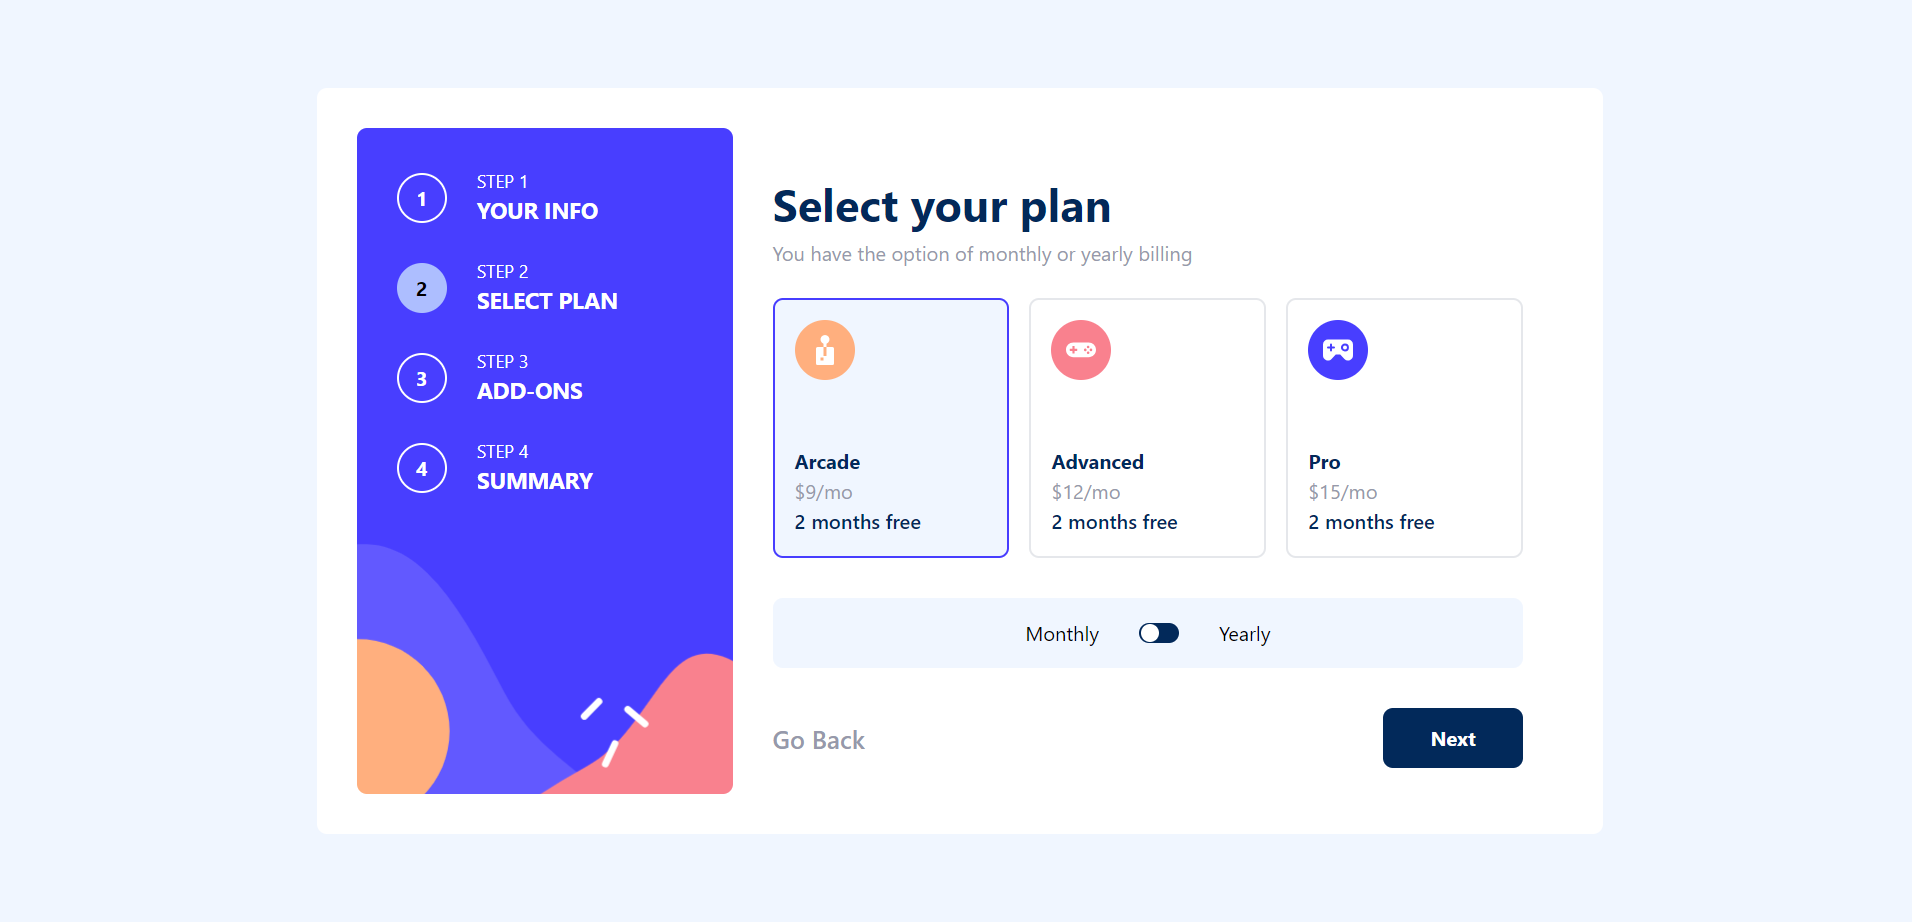 1
STEP 1
YOUR INFO
2
STEP 2
SELECT PLAN
3
STEP 3
ADD-ONS
4
STEP 4
SUMMARY
Select your plan
You have the option of monthly or yearly billing
Arcade
$9/mo
2 months free
Advanced
$12/mo
2 months free
Pro
$15/mo
2 months free
Monthly
Yearly
Go Back
Next